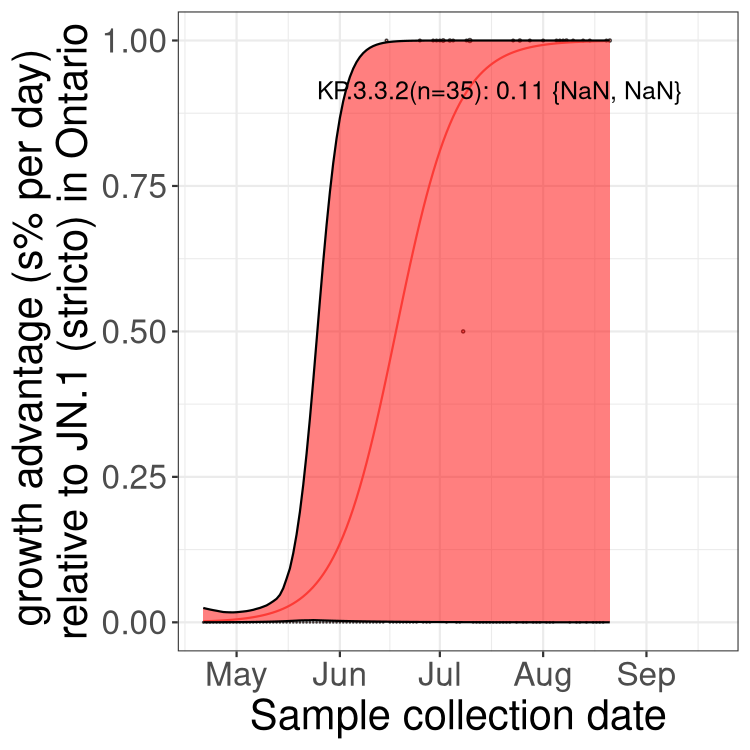 growth advantage (s% per day)
relative to JN.1 (stricto) in Ontario
1.00
0.75
0.50
0.25
0.00
KP.3.3.2(n=35): 0.11 {NaN, NaN}
May Jun Jul Aug Sep
Sample collection date